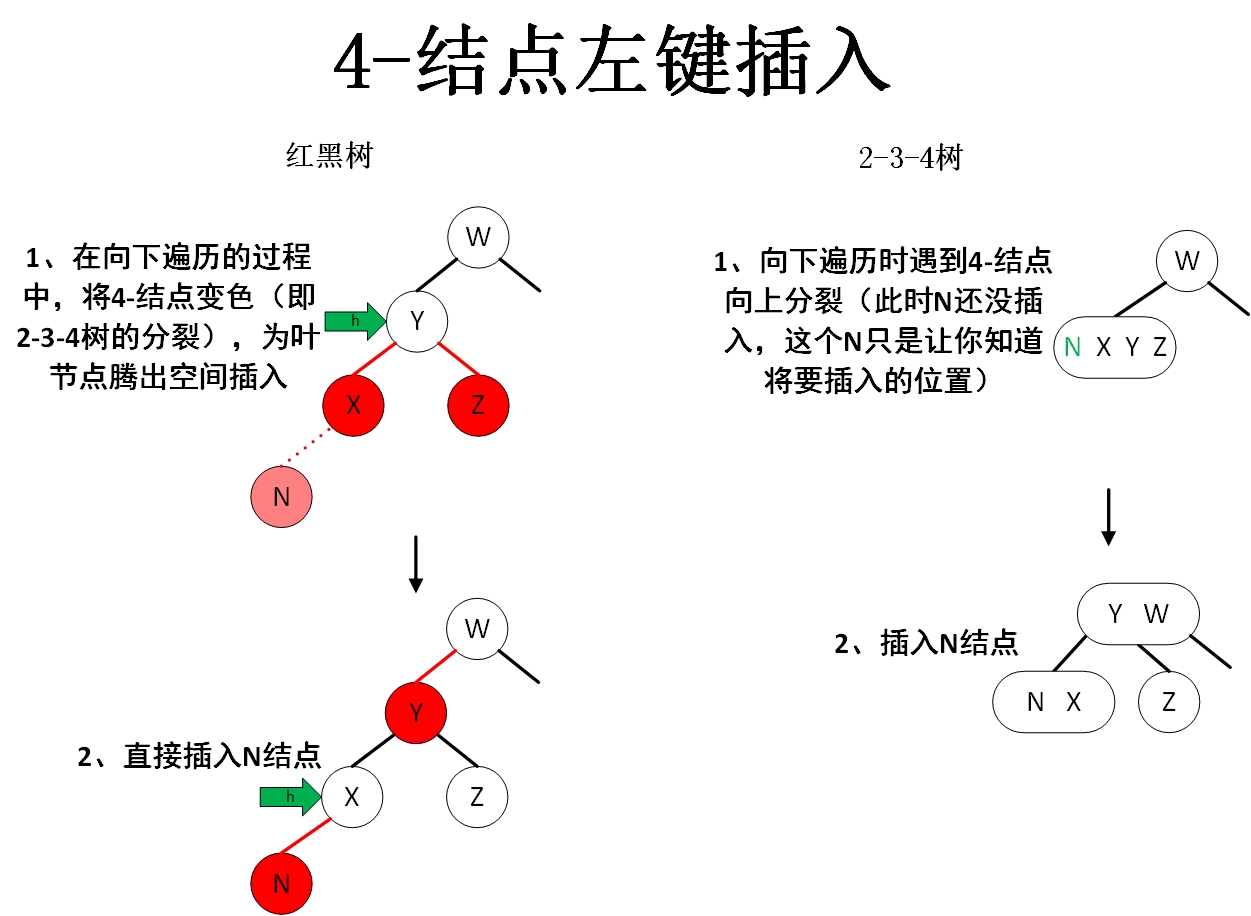 4-结点左键插入
红黑树
1、在向下遍历的过程
中，将4-结点变色（即
2-3-4树的分裂），为叶
节点腾出空间插入
W
h
Y
X
Z
N
W
Y
2、直接插入N结点
h
X
Z
N
2-3-4树
1、向下遍历时遇到4-结点
向上分裂（此时N还没插
入，这个N只是让你知道
将要插入的位置）
W
N X Y Z
Y W
2、插入N结点
N X
Z